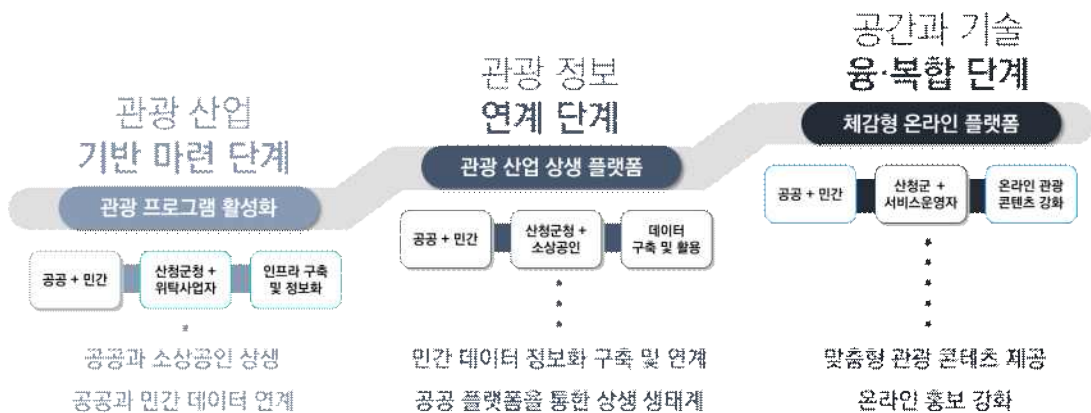 관광 산업
기반 마련 단계
관광 프로그램 활성화
공공 + 민간
산청군청 +
위탁사업자
인프라 구축
및 정보화
공공과 소상공인 상생
공공과 민간 데이터 연계
관광 정보
연계 단계
관광 산업 상생 플랫폼
공공 + 민간
산청군청 +
소상공인
데이터
구축 및 활용
민간 데이터 정보화 구축 및 연계
공공 플랫폼을 통한 상생 생태계
공간과 기술
융·복합 단계
체감형 온라인 플랫폼
공공 + 민간
산청군 +
서비스운영자
온라인 관광
콘텐츠 강화
맞춤형 관광 콘테츠 제공
온라인 홍보 강화